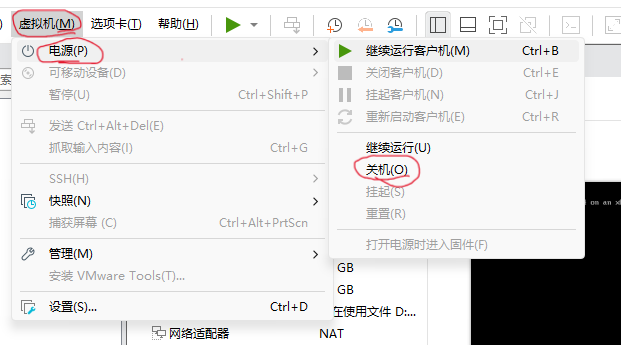 虚拟机(M) 选项卡(T) 帮助(H)
电源(P)
可移动设备(D)
暂停(U) Ctrl+Shift+P
发送 Ctrl+Alt+Del(E)
抓取输入内容(I) Ctrl+G
SSH(H)
快照(N)
捕获屏幕 (C) Ctrl+Alt+PrtScn
管理(M)
安装 VMware Tools(T)...
设置(S)... Ctrl+D
继续运行客户机(M) Ctrl+B
关闭客户机(D) Ctrl+E
挂起客户机(N) Ctrl+J
重新启动客户机(E) Ctrl+R
继续运行(U)
关机(O)
挂起(S)
重置(R)
打开电源时进入固件(F)
索
d on an x
GB
GB
在使用文件 D:...
网络适配器 NAT